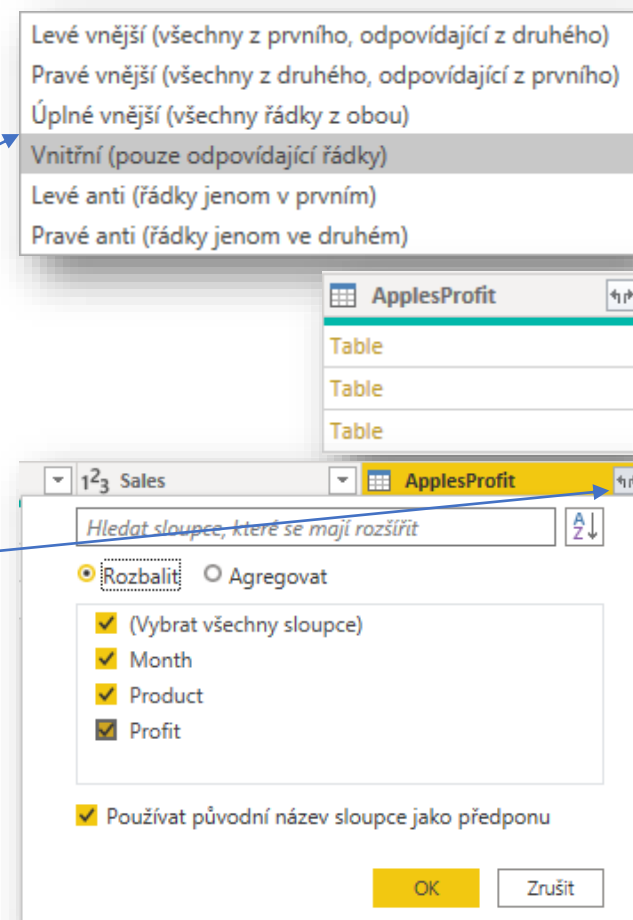 Levé vnější (všechny z prvního, odpovídající z druhého)
Pravé vnější (všechny z druhého, odpovídající z prvního)
Úplné vnější (všechny řádky z obou)
Vnitřní (pouze odpovídající řádky)
Levé anti (řádky jenom v prvním)
Pravé anti (řádky jenom ve druhém)
ApplesProfit
Table
Table
Table
1²3 Sales ApplesProfit
Hledat sloupce, které se mají rozšířit
Rozbalit Agregovat
(Vybrat všechny sloupce)
Month
Product
Profit
Používat původní název sloupce jako předponu
OK Zrušit